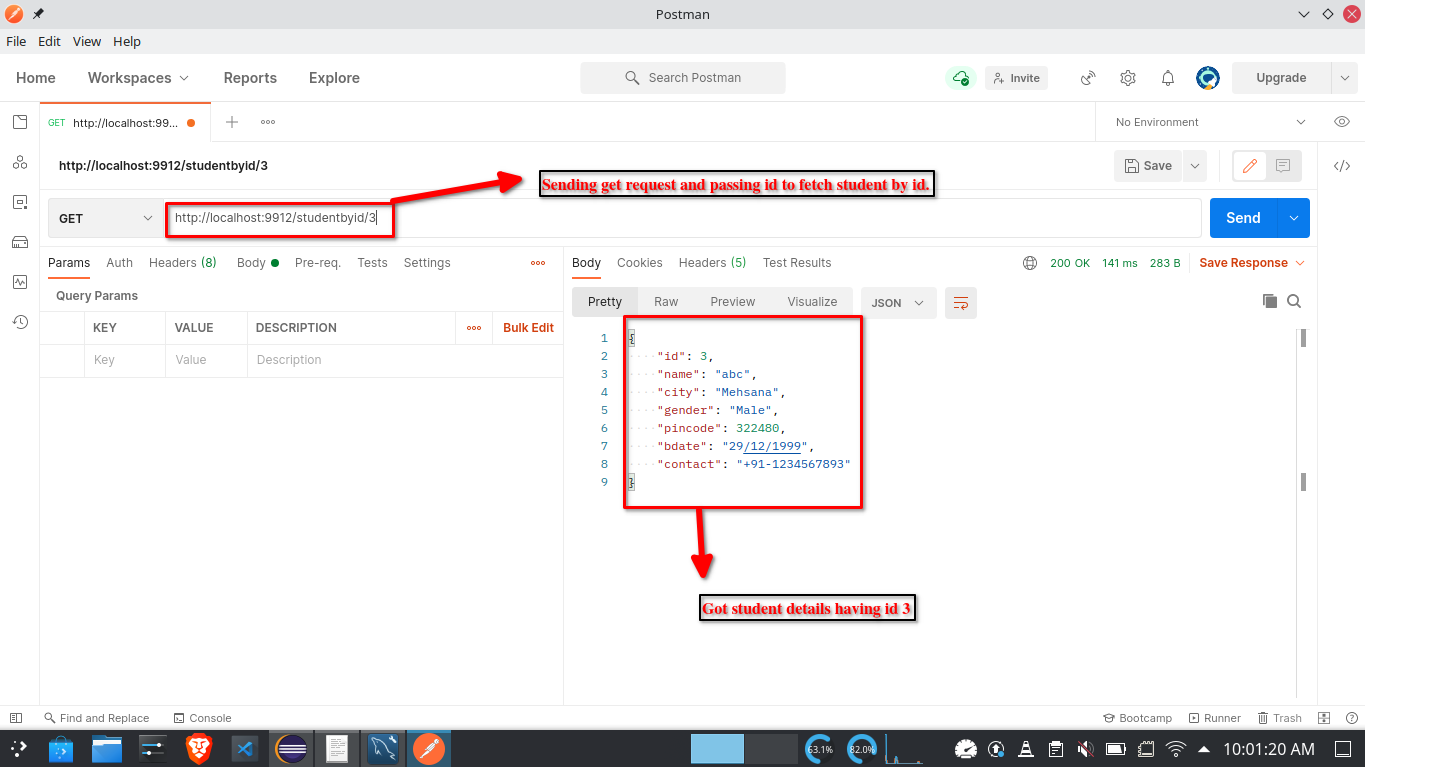 Postman
File Edit View Help
Home Workspaces Reports Explore Search Postman Invite Upgrade
GET http://localhost:99... No Environment
http://localhost:9912/studentbyid/3 Save
Sending get request and passing id to fetch student by id.
GET http://localhost:9912/studentbyid/3 Send
Params Auth Headers (8) Body Pre-req. Tests Settings
Body Cookies Headers (5) Test Results 200 OK 141 ms 283 B Save Response
Query Params
Pretty Raw Preview Visualize JSON
KEY VALUE DESCRIPTION Bulk Edit
Key Value Description
1 {
2 "id": 3,
3 "name": "abc",
4 "city": "Mehsana",
5 "gender": "Male",
6 "pincode": 322480,
7 "bdate": "29/12/1999",
8 "contact": "+91-1234567893"
9 }
Got student details having id 3
Find and Replace Console Bootcamp Runner Trash
63.1% 82.0% 10:01:20 AM